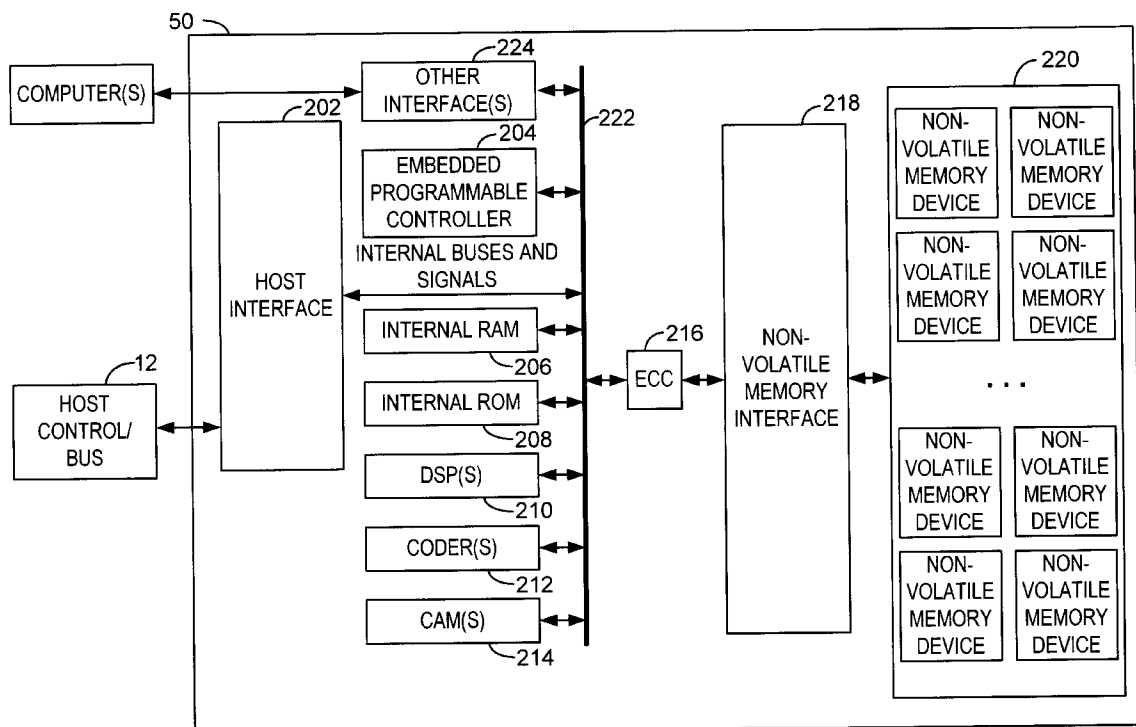 50
COMPUTER(S)
224
OTHER
INTERFACE(S)
202
222
204
EMBEDDED
PROGRAMMABLE
CONTROLLER
INTERNAL BUSES AND
SIGNALS
HOST
INTERFACE
INTERNAL RAM
206
INTERNAL ROM
208
DSP(S)
210
CODER(S)
212
CAM(S)
214
12
HOST
CONTROL/
BUS
216
ECC
218
NON-
VOLATILE
MEMORY
INTERFACE
220
NON-
VOLATILE
MEMORY
DEVICE
NON-
VOLATILE
MEMORY
DEVICE
NON-
VOLATILE
MEMORY
DEVICE
NON-
VOLATILE
MEMORY
DEVICE
. . .
NON-
VOLATILE
MEMORY
DEVICE
NON-
VOLATILE
MEMORY
DEVICE
NON-
VOLATILE
MEMORY
DEVICE
NON-
VOLATILE
MEMORY
DEVICE